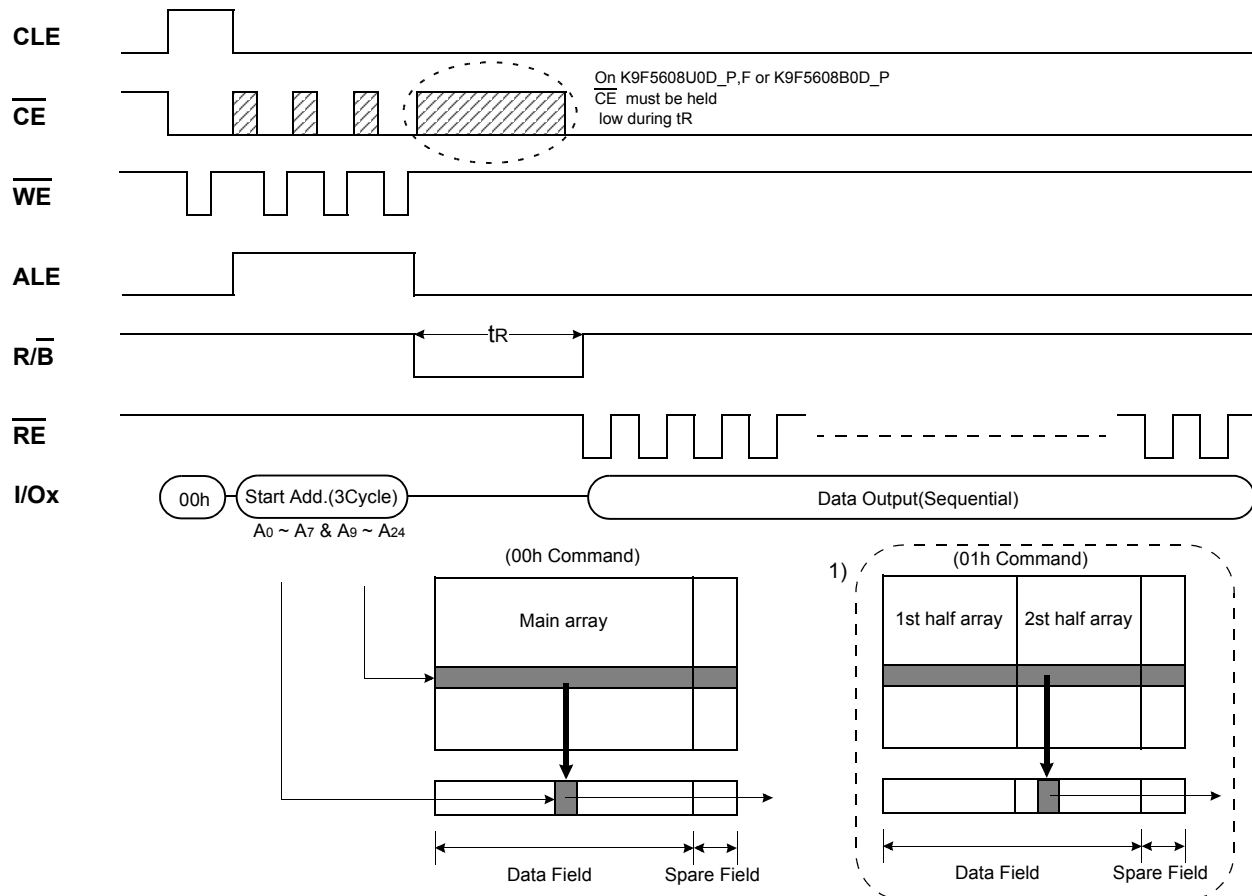 CLE
On K9F5608U0D_P,F or K9F5608B0D_P
CE must be held
low during tR
CE
WE
ALE
R/B
tR
RE
I/Ox
00h
Start Add.(3Cycle)
Data Output(Sequential)
A0 ~ A7 & A9 ~ A24
(00h Command)
Main array
Data Field
Spare Field
1)
(01h Command)
1st half array
2st half array
Data Field
Spare Field